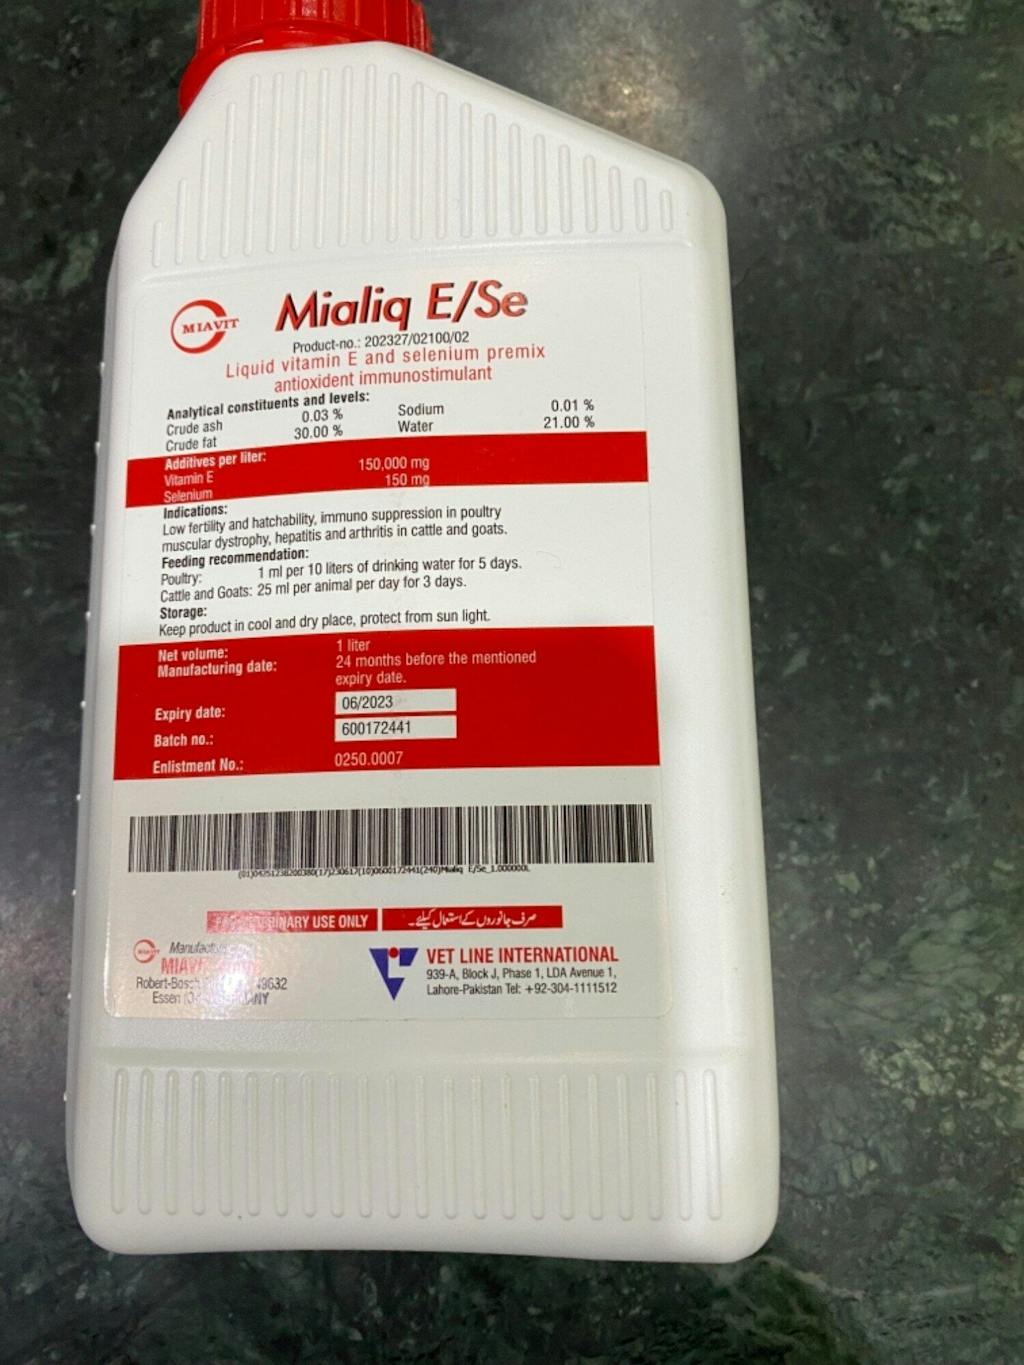 MIAVIT
Mialiq E/Se
Product-no.: 202327/02100/02
Liquid vitamin E and selenium premix
antioxident immunostimulant
Analytical constituents and levels:
Crude ash 0.03 % Sodium 0.01 %
Crude fat 30.00 % Water 21.00 %
Additives per liter:
Vitamin E 150,000 mg
Selenium 150 mg
Indications:
Low fertility and hatchability, immuno suppression in poultry
muscular dystrophy, hepatitis and arthritis in cattle and goats.
Feeding recommendation:
Poultry: 1 ml per 10 liters of drinking water for 5 days.
Cattle and Goats: 25 ml per animal per day for 3 days.
Storage:
Keep product in cool and dry place, protect from sun light.
Net volume: 1 liter
Manufacturing date: 24 months before the mentioned
expiry date.
Expiry date: 06/2023
Batch no.: 600172441
Enlistment No.: 0250.0007
(240)Mialiq E/Se_1.000000L
USE ONLY
صرف جانوروں کے استعمال کیلئے۔
MIAVIT
VET LINE INTERNATIONAL
939-A, Block J, Phase 1, LDA Avenue 1,
Lahore-Pakistan Tel: +92-304-1111512
49632
Essen